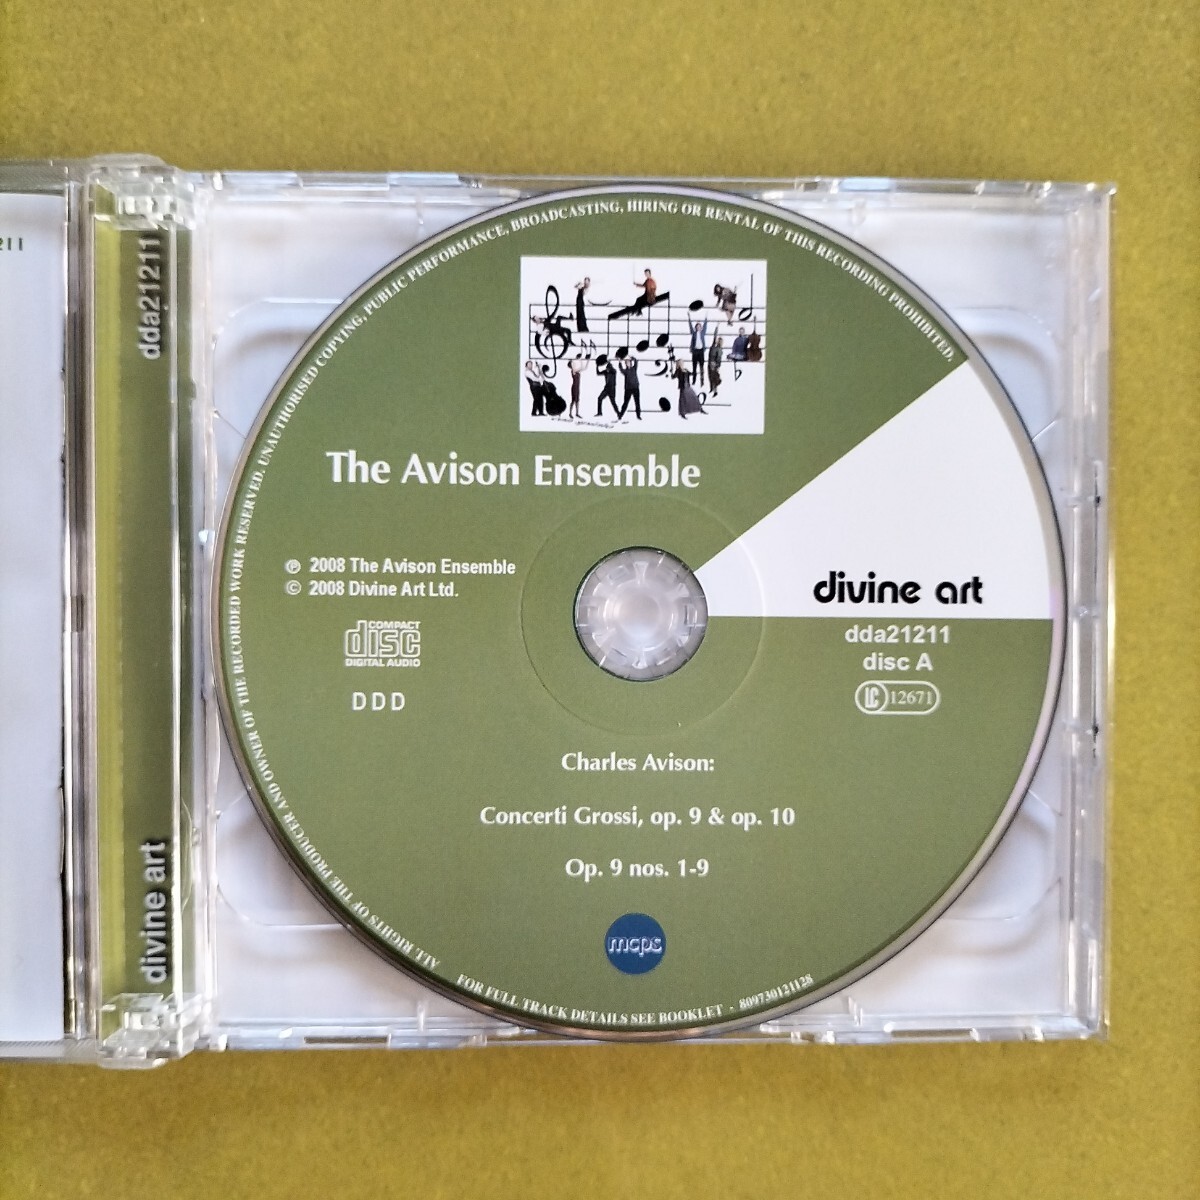 211
dda21211
divine art
ALL RIGHTS OF THE PRODUCER AND OWNER OF THE RECORDED WORK RESERVED. UNAUTHORISED COPYING, PUBLIC PERFORMANCE, BROADCASTING, HIRING OR RENTAL OF THIS RECORDING PROHIBITED.
The Avison Ensemble
℗ 2008 The Avison Ensemble
© 2008 Divine Art Ltd.
COMPACT
disc
DIGITAL AUDIO
DDD
divine art
dda21211
disc A
LC 12671
Charles Avison:
Concerti Grossi, op. 9 & op. 10
Op. 9 nos. 1-9
mcps
FOR FULL TRACK DETAILS SEE BOOKLET · 809730121128